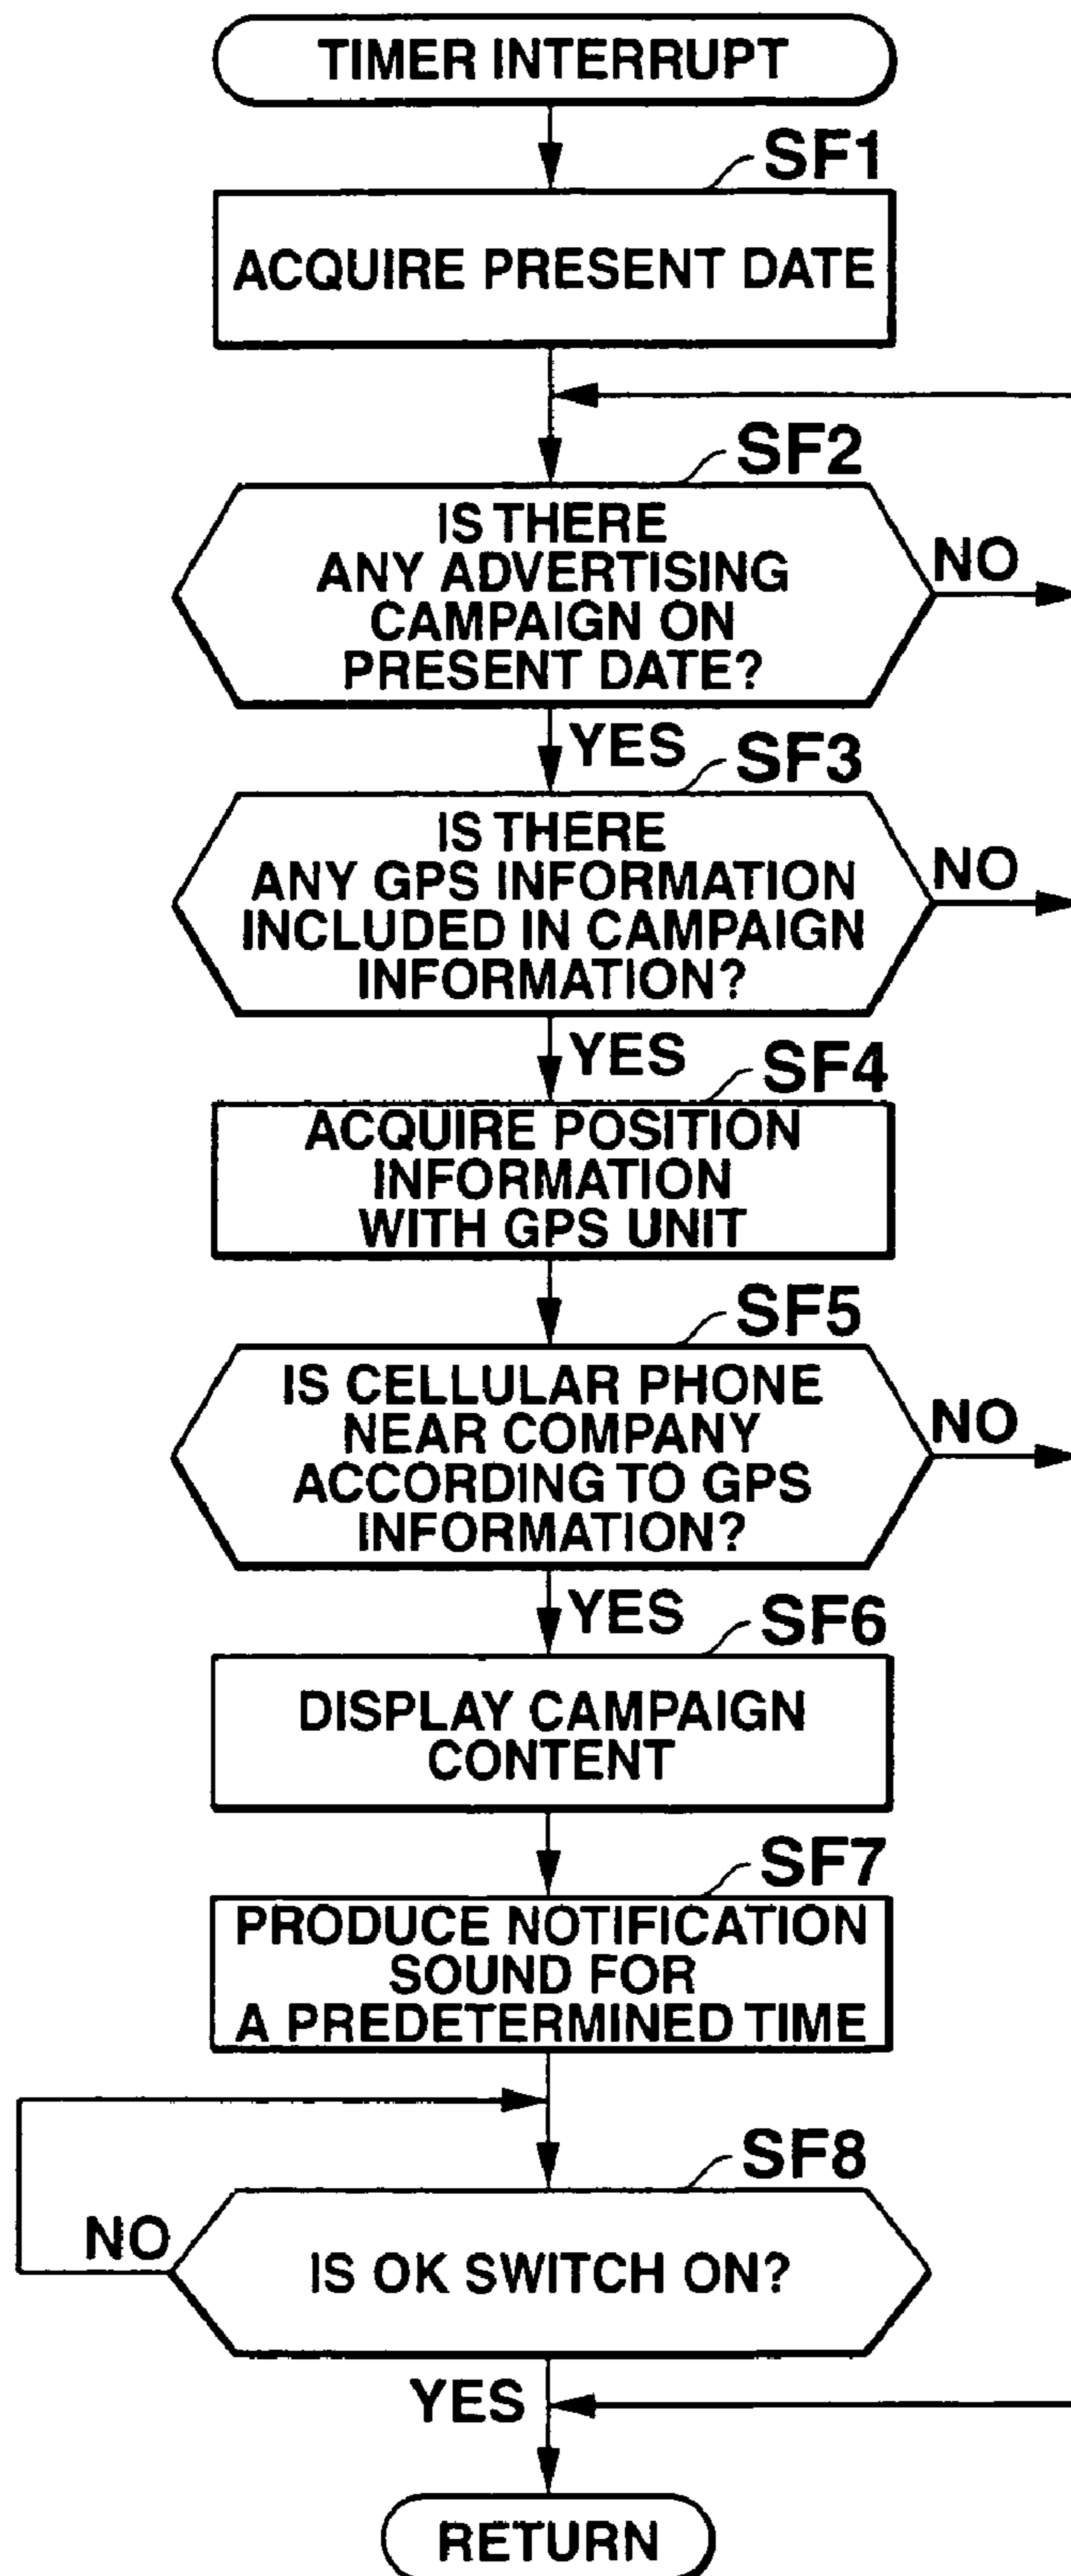 TIMER INTERRUPT
SF1
ACQUIRE PRESENT DATE
SF2
IS THERE
ANY ADVERTISING
CAMPAIGN ON
PRESENT DATE?
NO
YES
SF3
IS THERE
ANY GPS INFORMATION
INCLUDED IN CAMPAIGN
INFORMATION?
NO
YES
SF4
ACQUIRE POSITION
INFORMATION
WITH GPS UNIT
SF5
IS CELLULAR PHONE
NEAR COMPANY
ACCORDING TO GPS
INFORMATION?
NO
YES
SF6
DISPLAY CAMPAIGN
CONTENT
SF7
PRODUCE NOTIFICATION
SOUND FOR
A PREDETERMINED TIME
SF8
NO
IS OK SWITCH ON?
YES
RETURN